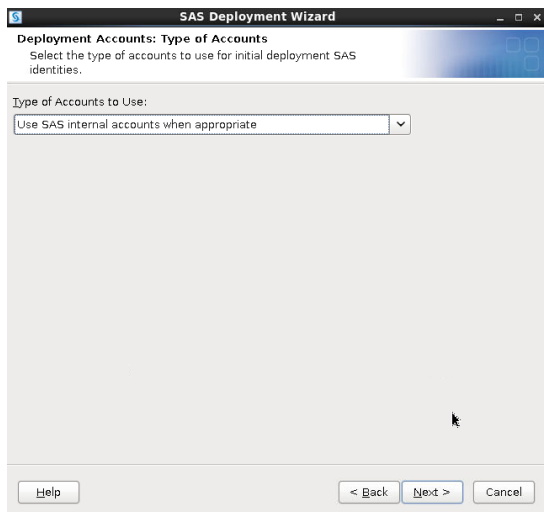 SAS Deployment Wizard
Deployment Accounts: Type of Accounts
Select the type of accounts to use for initial deployment SAS
identities.
Type of Accounts to Use:
Use SAS internal accounts when appropriate
Help
< Back
Next >
Cancel